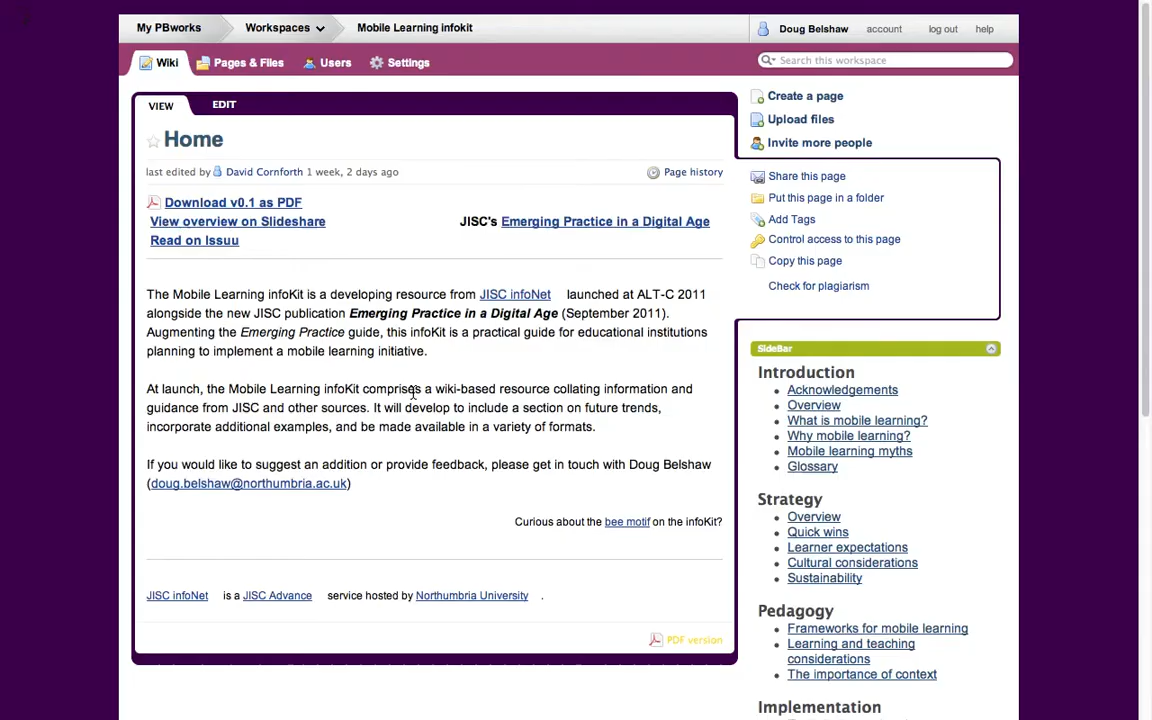 My PBworks Workspaces Mobile Learning infokit Doug Belshaw account log out help
Wiki Pages & Files Users Settings Search this workspace
VIEW EDIT
Home
last edited by David Cornforth 1 week, 2 days ago Page history
Download v0.1 as PDF
View overview on Slideshare JISC's Emerging Practice in a Digital Age
Read on Issuu
The Mobile Learning infoKit is a developing resource from JISC infoNet launched at ALT-C 2011
alongside the new JISC publication Emerging Practice in a Digital Age (September 2011).
Augmenting the Emerging Practice guide, this infoKit is a practical guide for educational institutions
planning to implement a mobile learning initiative.
At launch, the Mobile Learning infoKit comprises a wiki-based resource collating information and
guidance from JISC and other sources. It will develop to include a section on future trends,
incorporate additional examples, and be made available in a variety of formats.
If you would like to suggest an addition or provide feedback, please get in touch with Doug Belshaw
(doug.belshaw@northumbria.ac.uk)
Curious about the bee motif on the infoKit?
JISC infoNet is a JISC Advance service hosted by Northumbria University .
PDF version
Create a page
Upload files
Invite more people
Share this page
Put this page in a folder
Add Tags
Control access to this page
Copy this page
Check for plagiarism
SideBar
Introduction
Acknowledgements
Overview
What is mobile learning?
Why mobile learning?
Mobile learning myths
Glossary
Strategy
Overview
Quick wins
Learner expectations
Cultural considerations
Sustainability
Pedagogy
Frameworks for mobile learning
Learning and teaching
considerations
The importance of context
Implementation